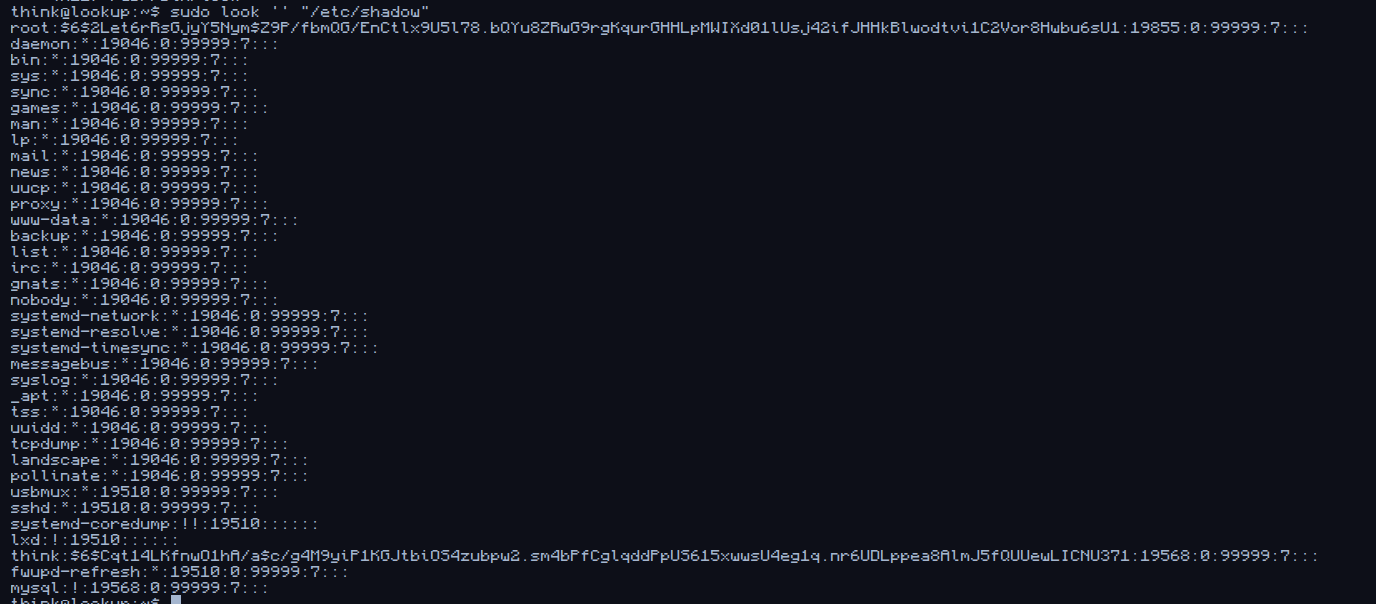 think@lookup:~$ sudo look '' "/etc/shadow"
root:$6$2Let6rRsGjyY5Nym$Z9P/fbmQG/EnCtlx9U5l78.bQYu8ZRwG9rgKqurGHHLpMWIXd01lUsj42ifJHHkBlwodtvi1C2Vor8Hwbu6sU1:19855:0:99999:7:::
daemon:*:19046:0:99999:7:::
bin:*:19046:0:99999:7:::
sys:*:19046:0:99999:7:::
sync:*:19046:0:99999:7:::
games:*:19046:0:99999:7:::
man:*:19046:0:99999:7:::
lp:*:19046:0:99999:7:::
mail:*:19046:0:99999:7:::
news:*:19046:0:99999:7:::
uucp:*:19046:0:99999:7:::
proxy:*:19046:0:99999:7:::
www-data:*:19046:0:99999:7:::
backup:*:19046:0:99999:7:::
list:*:19046:0:99999:7:::
irc:*:19046:0:99999:7:::
gnats:*:19046:0:99999:7:::
nobody:*:19046:0:99999:7:::
systemd-network:*:19046:0:99999:7:::
systemd-resolve:*:19046:0:99999:7:::
systemd-timesync:*:19046:0:99999:7:::
messagebus:*:19046:0:99999:7:::
syslog:*:19046:0:99999:7:::
_apt:*:19046:0:99999:7:::
tss:*:19046:0:99999:7:::
uuidd:*:19046:0:99999:7:::
tcpdump:*:19046:0:99999:7:::
landscape:*:19046:0:99999:7:::
pollinate:*:19046:0:99999:7:::
usbmux:*:19510:0:99999:7:::
sshd:*:19510:0:99999:7:::
systemd-coredump:!!:19510::::::
lxd:!:19510::::::
think:$6$Cqt14LKfnwO1hA/a$c/g4M9yiP1KGJtbiOS4zubpw2.sm4bPfCglqddPpUS615xwwsU4eg1q.nr6UDLppea8AlmJ5fQUUewLICNU371:19568:0:99999:7:::
fwupd-refresh:*:19510:0:99999:7:::
mysql:!:19568:0:99999:7:::
think@lookup:~$